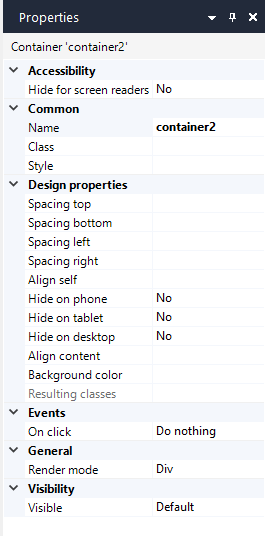 Properties
Container 'container2'
Accessibility
Hide for screen readers No
Common
Name container2
Class
Style
Design properties
Spacing top
Spacing bottom
Spacing left
Spacing right
Align self
Hide on phone No
Hide on tablet No
Hide on desktop No
Align content
Background color
Resulting classes
Events
On click Do nothing
General
Render mode Div
Visibility
Visible Default